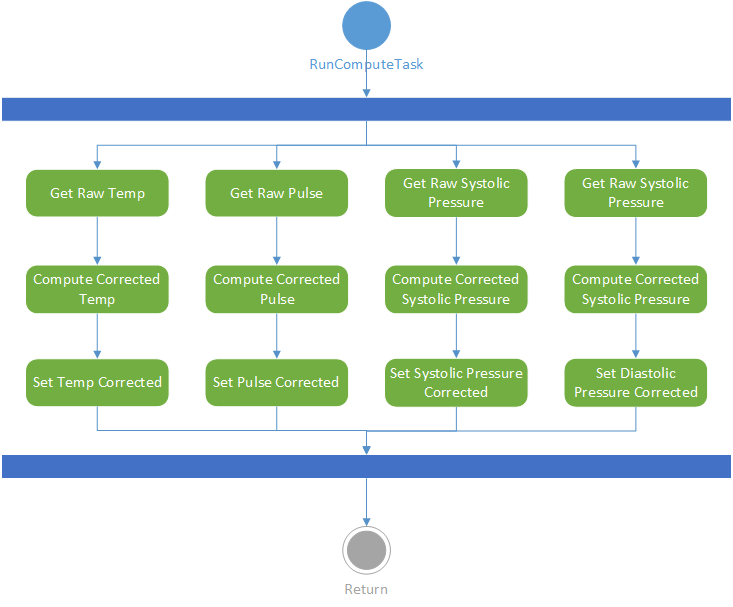 RunComputeTask
Get Raw Temp
Get Raw Pulse
Get Raw Systolic
Pressure
Get Raw Systolic
Pressure
Compute Corrected
Temp
Compute Corrected
Pulse
Compute Corrected
Systolic Pressure
Compute Corrected
Systolic Pressure
Set Temp Corrected
Set Pulse Corrected
Set Systolic Pressure
Corrected
Set Diastolic
Pressure Corrected
Return